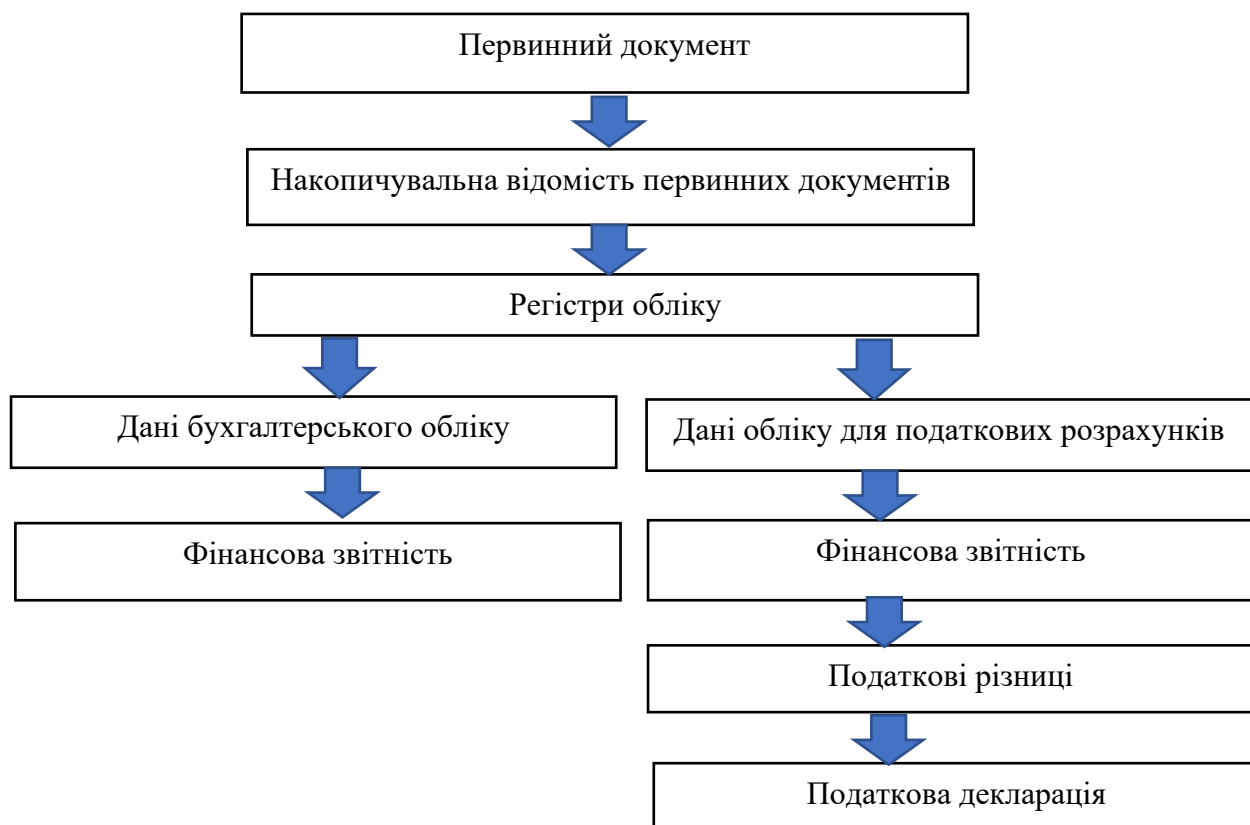 Первинний документ
Накопичувальна відомість первинних документів
Регістри обліку
Дані бухгалтерського обліку
Дані обліку для податкових розрахунків
Фінансова звітність
Фінансова звітність
Податкові різниці
Податкова декларація